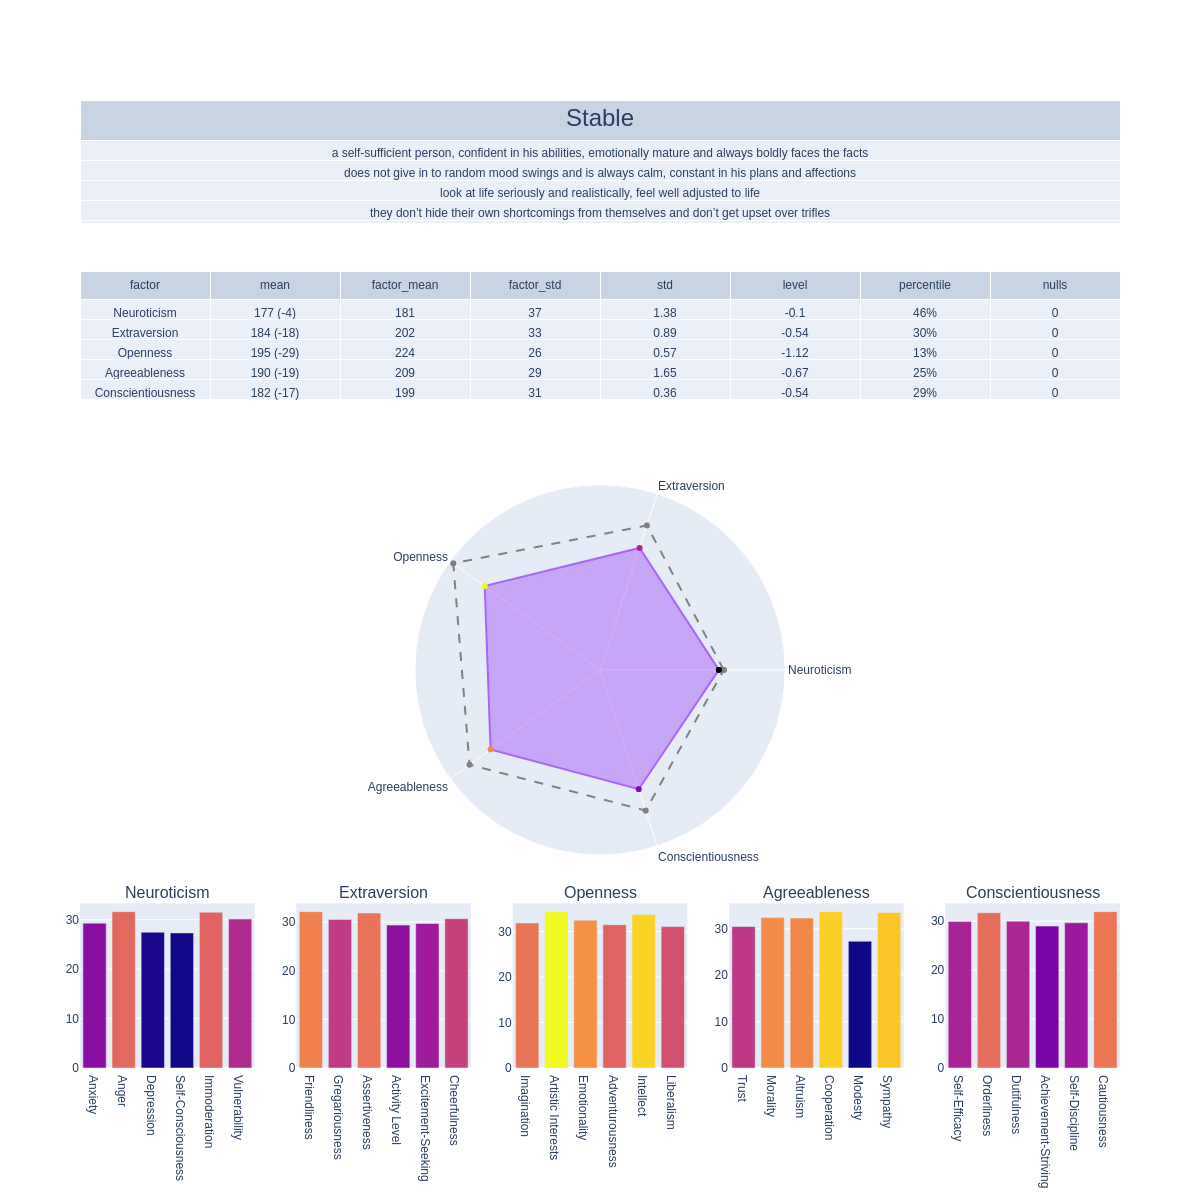 Stable
a self-sufficient person, confident in his abilities, emotionally mature and always boldly faces the facts
does not give in to random mood swings and is always calm, constant in his plans and affections
look at life seriously and realistically, feel well adjusted to life
they don’t hide their own shortcomings from themselves and don’t get upset over trifles
factor mean factor_mean factor_std std level percentile nulls
Neuroticism 177 (-4) 181 37 1.38 -0.1 46% 0
Extraversion 184 (-18) 202 33 0.89 -0.54 30% 0
Openness 195 (-29) 224 26 0.57 -1.12 13% 0
Agreeableness 190 (-19) 209 29 1.65 -0.67 25% 0
Conscientiousness 182 (-17) 199 31 0.36 -0.54 29% 0
Extraversion
Openness
Neuroticism
Agreeableness
Conscientiousness
Neuroticism
30
20
10
0
Anxiety
Anger
Depression
Self-Consciousness
Immoderation
Vulnerability
Extraversion
30
20
10
0
Friendliness
Gregariousness
Assertiveness
Activity Level
Excitement-Seeking
Cheerfulness
Openness
30
20
10
0
Imagination
Artistic Interests
Emotionality
Adventurousness
Intellect
Liberalism
Agreeableness
30
20
10
0
Trust
Morality
Altruism
Cooperation
Modesty
Sympathy
Conscientiousness
30
20
10
0
Self-Efficacy
Orderliness
Dutifulness
Achievement-Striving
Self-Discipline
Cautiousness